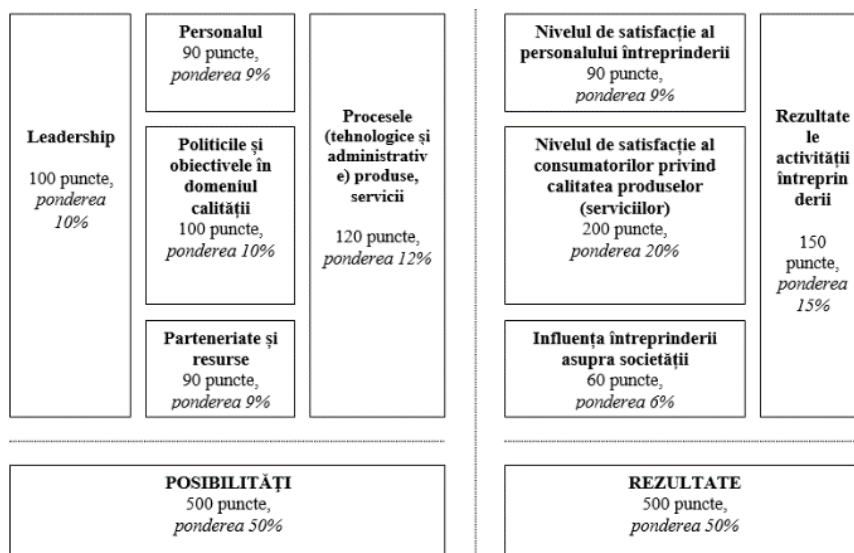 Leadership
100 puncte,
ponderea
10%
Personalul
90 puncte,
ponderea 9%
Politicile și
obiectivele în
domeniul
calității
100 puncte,
ponderea 10%
Parteneriate și
resurse
90 puncte,
ponderea 9%
Procesele
(tehnologice și
administrativ
e) produse,
servicii
120 puncte,
ponderea 12%
Nivelul de satisfacție al
personalului întreprinderii
90 puncte,
ponderea 9%
Nivelul de satisfacție al
consumatorilor privind
calitatea produselor
(serviciilor)
200 puncte,
ponderea 20%
Influența întreprinderii
asupra societății
60 puncte,
ponderea 6%
Rezultate
le
activității
întreprin
derii
150
puncte,
ponderea
15%
POSIBILITĂŢI
500 puncte,
ponderea 50%
REZULTATE
500 puncte,
ponderea 50%